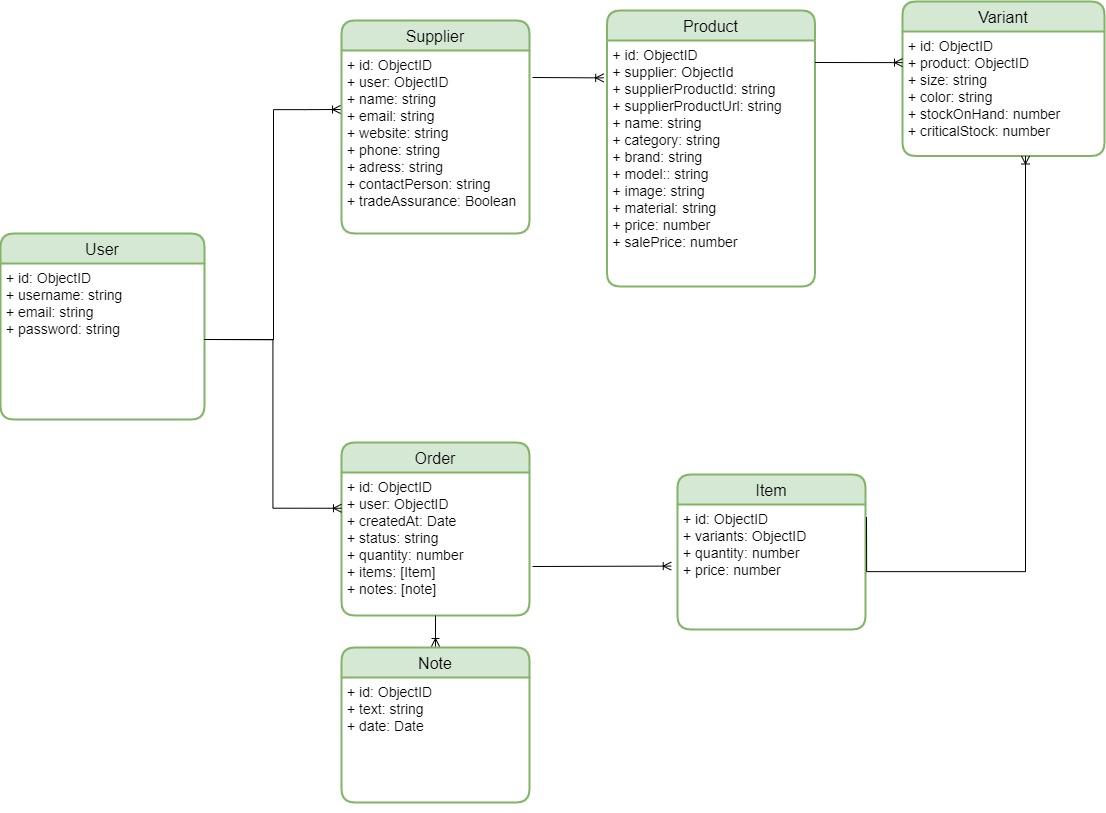 User
+ id: ObjectID
+ username: string
+ email: string
+ password: string
Supplier
+ id: ObjectID
+ user: ObjectID
+ name: string
+ email: string
+ website: string
+ phone: string
+ adress: string
+ contactPerson: string
+ tradeAssurance: Boolean
Product
+ id: ObjectID
+ supplier: ObjectId
+ supplierProductId: string
+ supplierProductUrl: string
+ name: string
+ category: string
+ brand: string
+ model:: string
+ image: string
+ material: string
+ price: number
+ salePrice: number
Variant
+ id: ObjectID
+ product: ObjectID
+ size: string
+ color: string
+ stockOnHand: number
+ criticalStock: number
Order
+ id: ObjectID
+ user: ObjectID
+ createdAt: Date
+ status: string
+ quantity: number
+ items: [Item]
+ notes: [note]
Item
+ id: ObjectID
+ variants: ObjectID
+ quantity: number
+ price: number
Note
+ id: ObjectID
+ text: string
+ date: Date